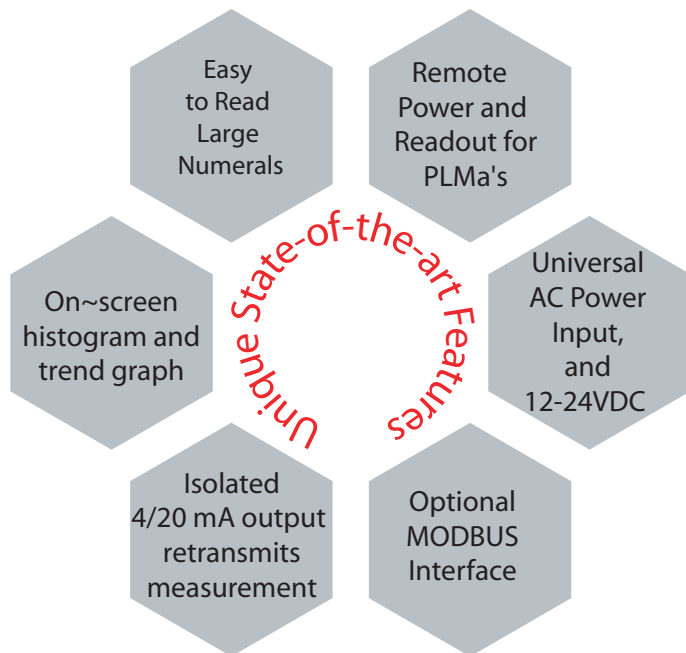 Easy
to Read
Large
Numerals
Remote
Power and
Readout for
PLMa's
Unique State-of-the-art Features
On~screen
histogram and
trend graph
Universal
AC Power
Input,
and
12-24VDC
Isolated
4/20 mA output
retransmits
measurement
Optional
MODBUS
Interface